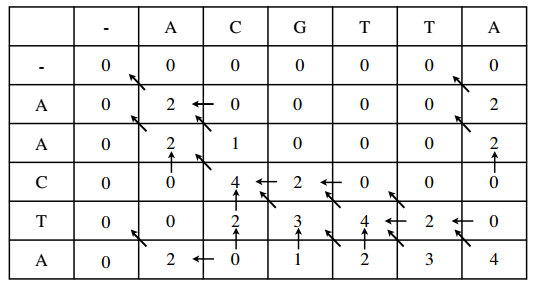 - A C G T T A
- 0 0 0 0 0 0 0
A 0 2 0 0 0 0 2
A 0 2 1 0 0 0 2
C 0 0 4 2 0 0 0
T 0 0 2 3 4 2 0
A 0 2 0 1 2 3 4